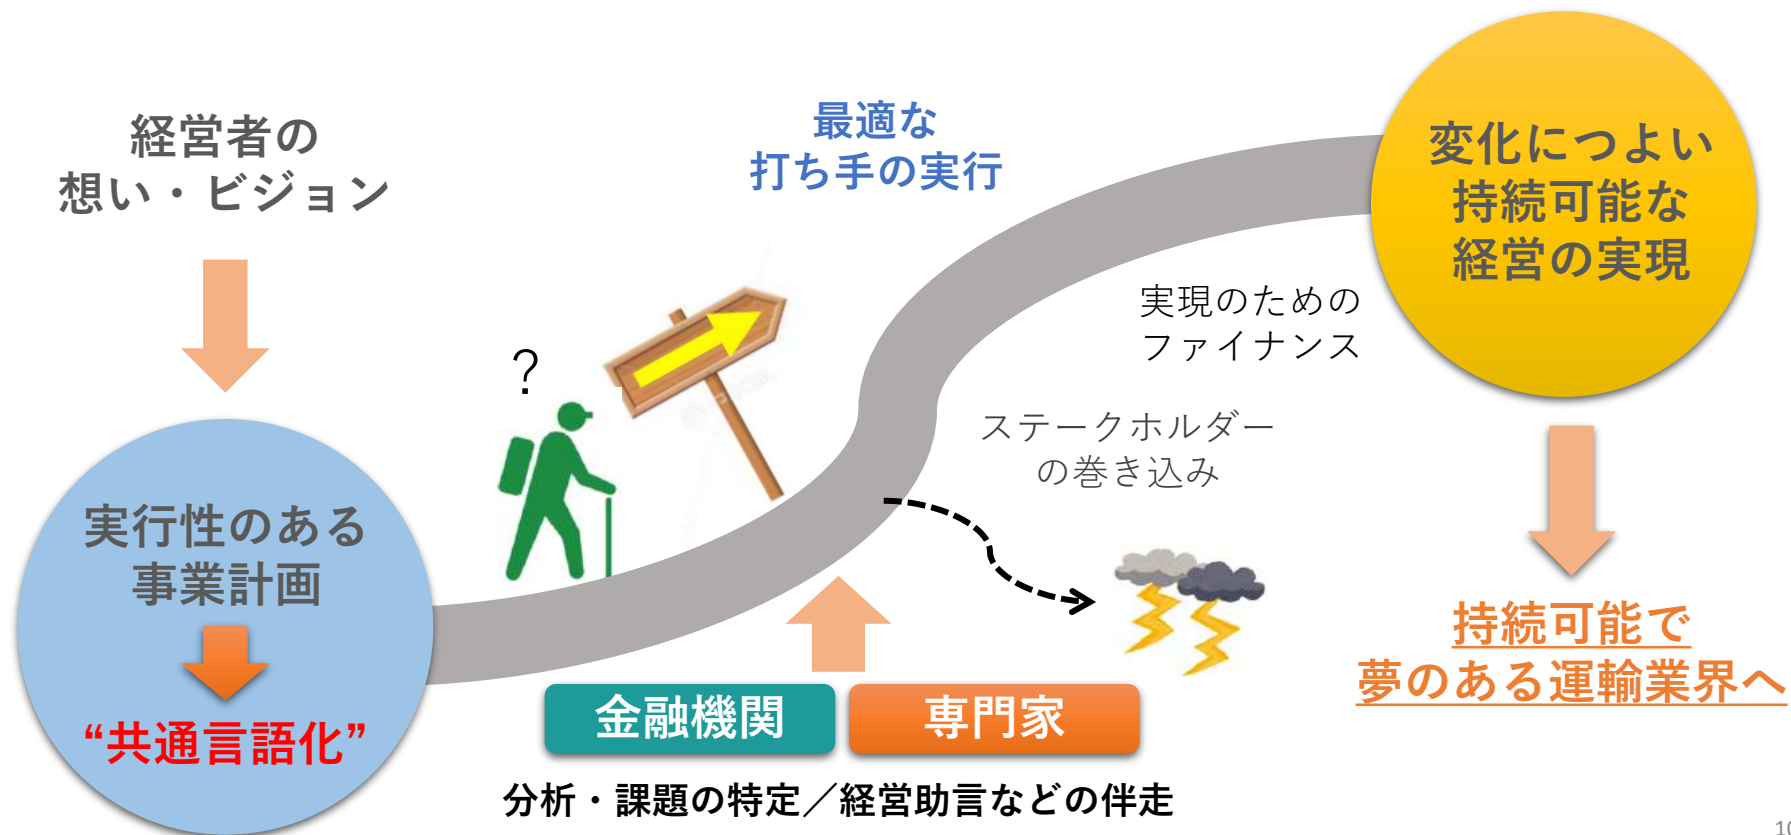 経営者の
想い・ビジョン
最適な
打ち手の実行
変化につよい
持続可能な
経営の実現
実現のための
ファイナンス
?
ステークホルダー
の巻き込み
実行性のある
事業計画
“共通言語化”
持続可能で
夢のある運輸業界へ
金融機関
専門家
分析・課題の特定／経営助言などの伴走
10